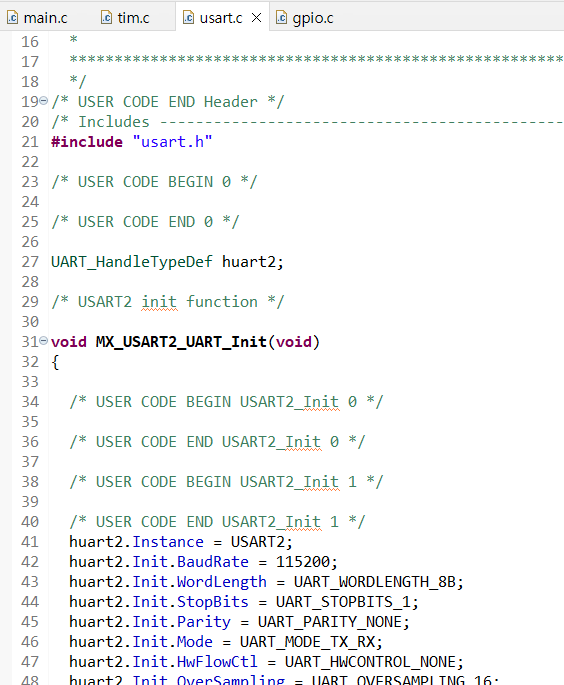 main.c tim.c usart.c gpio.c
16 *
17 *******************************************************
18 */
19 /* USER CODE END Header */
20 /* Includes ---------------------------------------------
21 #include "usart.h"
22
23 /* USER CODE BEGIN 0 */
24
25 /* USER CODE END 0 */
26
27 UART_HandleTypeDef huart2;
28
29 /* USART2 init function */
30
31 void MX_USART2_UART_Init(void)
32 {
33
34 /* USER CODE BEGIN USART2_Init 0 */
35
36 /* USER CODE END USART2_Init 0 */
37
38 /* USER CODE BEGIN USART2_Init 1 */
39
40 /* USER CODE END USART2_Init 1 */
41 huart2.Instance = USART2;
42 huart2.Init.BaudRate = 115200;
43 huart2.Init.WordLength = UART_WORDLENGTH_8B;
44 huart2.Init.StopBits = UART_STOPBITS_1;
45 huart2.Init.Parity = UART_PARITY_NONE;
46 huart2.Init.Mode = UART_MODE_TX_RX;
47 huart2.Init.HwFlowCtl = UART_HWCONTROL_NONE;
48 huart2.Init.OverSampling = UART_OVERSAMPLING_16;